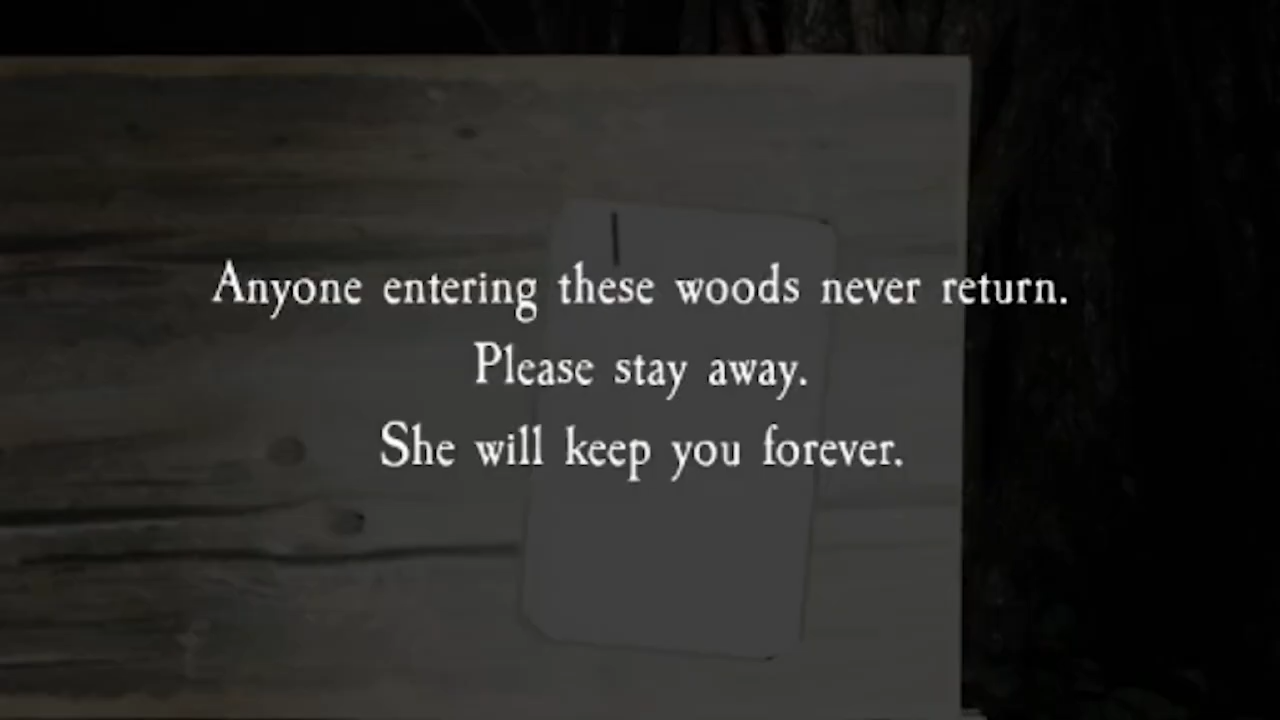 Anyone entering these woods never return.
Please stay away.
She will keep you forever.